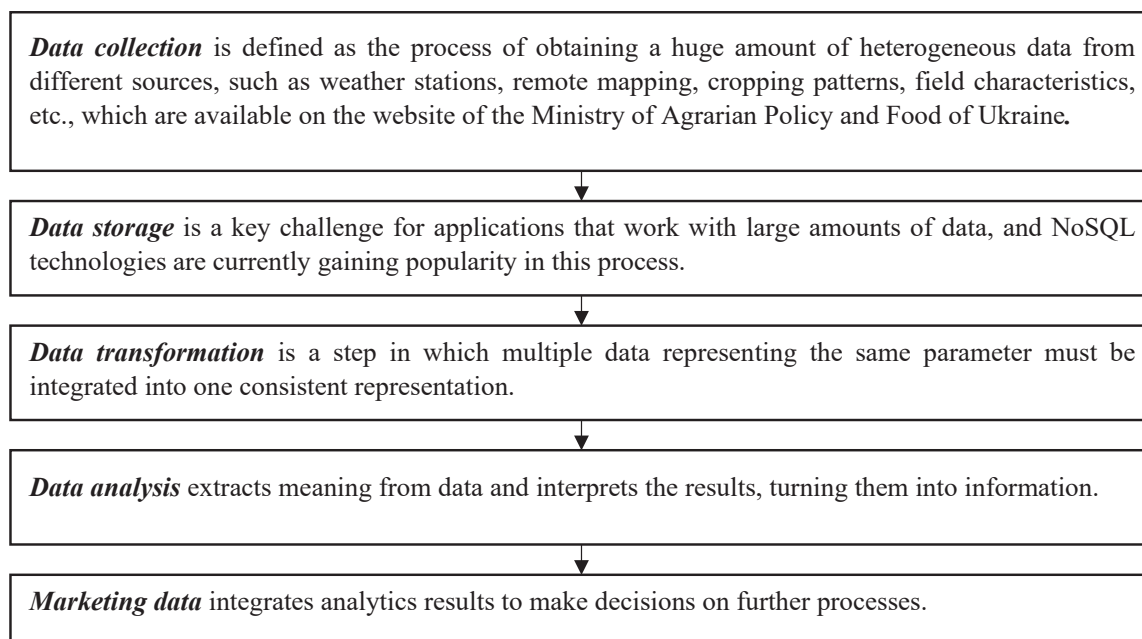 Data collection is defined as the process of obtaining a huge amount of heterogeneous data from
different sources, such as weather stations, remote mapping, cropping patterns, field characteristics,
etc., which are available on the website of the Ministry of Agrarian Policy and Food of Ukraine.
Data storage is a key challenge for applications that work with large amounts of data, and NoSQL
technologies are currently gaining popularity in this process.
Data transformation is a step in which multiple data representing the same parameter must be
integrated into one consistent representation.
Data analysis extracts meaning from data and interprets the results, turning them into information.
Marketing data integrates analytics results to make decisions on further processes.